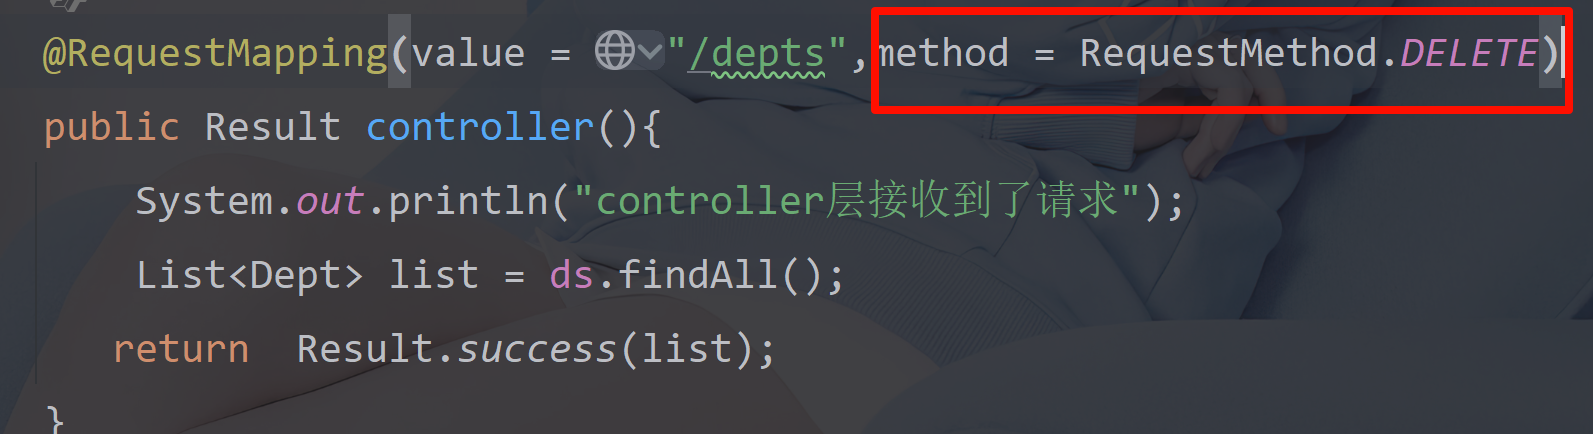 @RequestMapping(value = "/depts",method = RequestMethod.DELETE)
public Result controller(){
System.out.println("controller层接收到了请求");
List<Dept> list = ds.findAll();
return  Result.success(list);
}